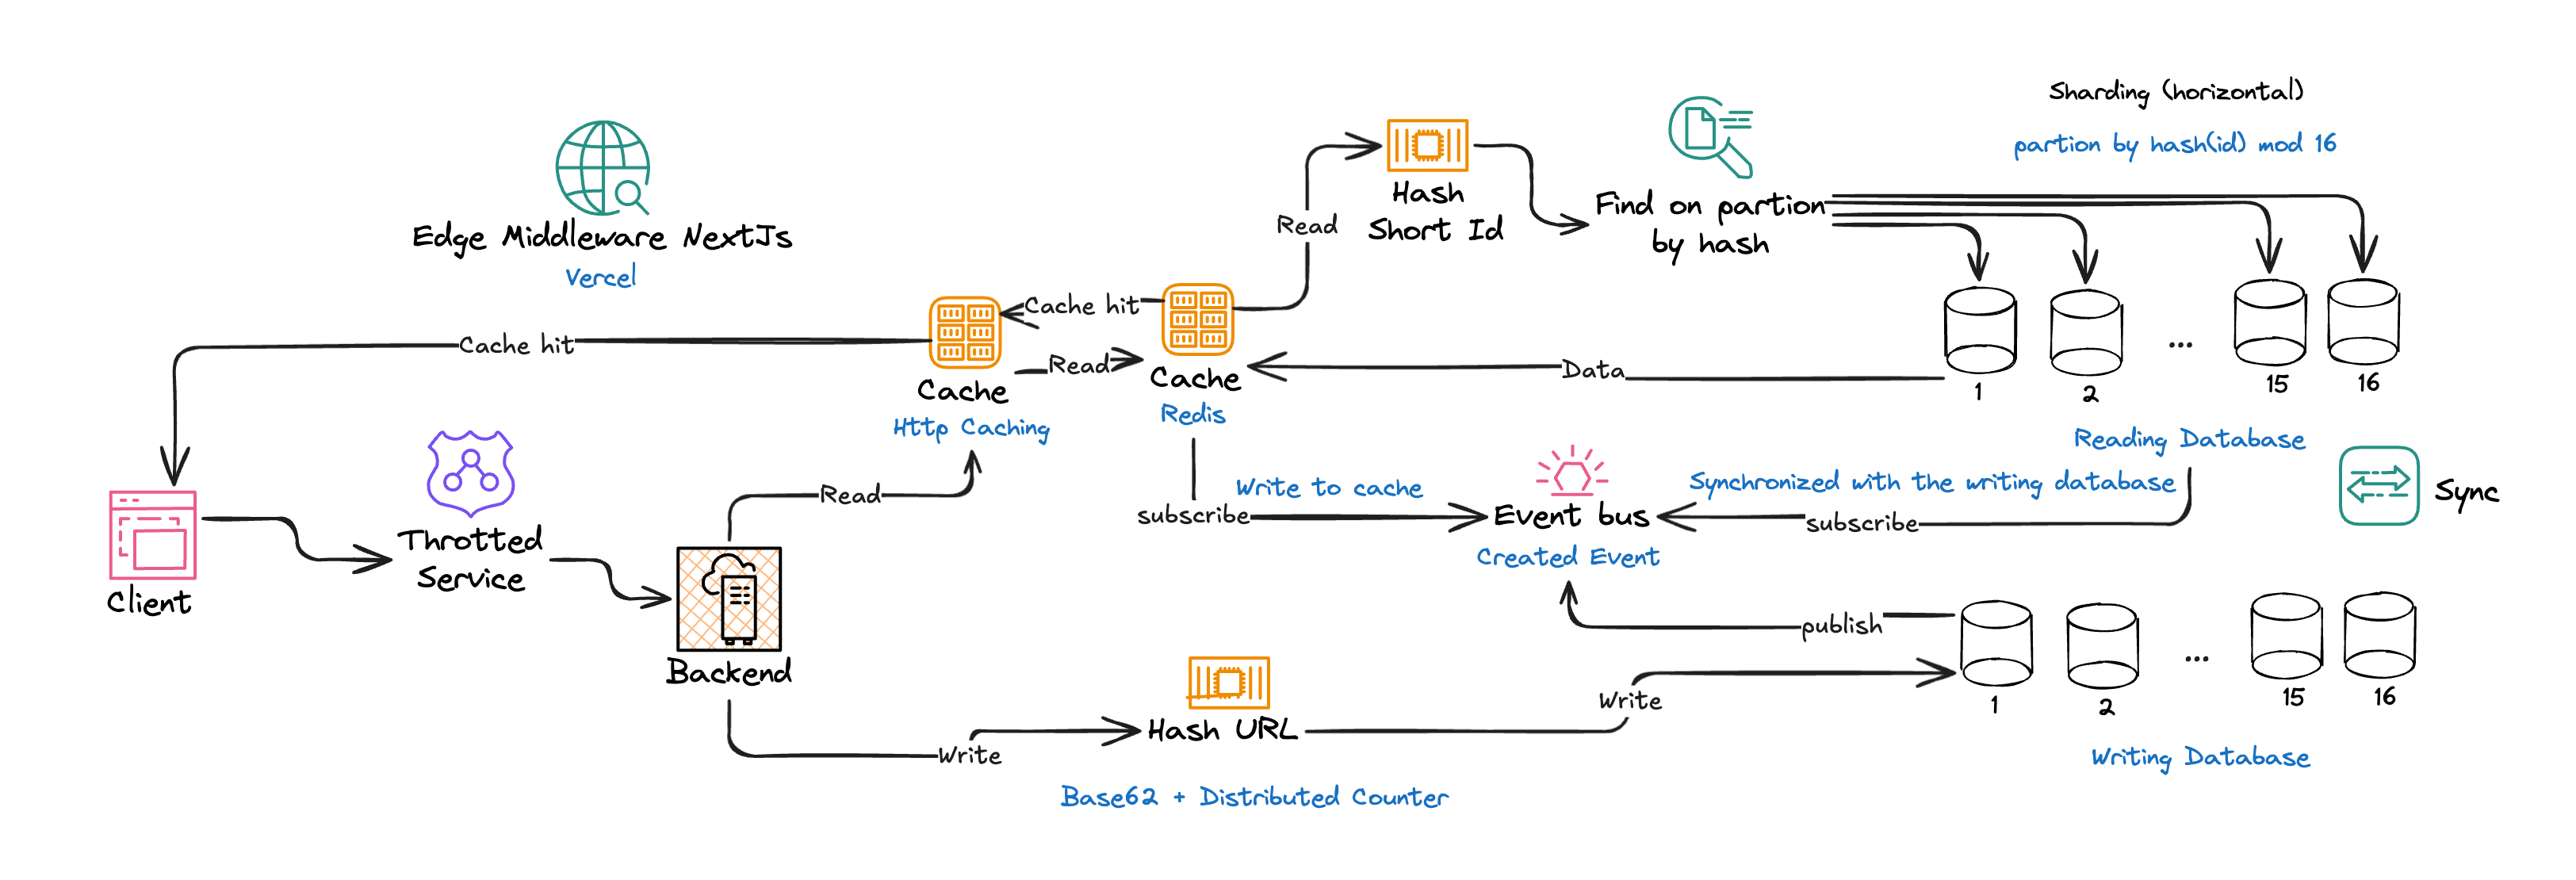 Sharding (horizontal)
partion by hash(id) mod 16
Edge Middleware NextJs
Vercel
Hash
Short Id
Find on partion
by hash
Read
Cache hit
Cache hit
Read
Cache
Http Caching
Cache
Redis
Data
1
2
...
15
16
Reading Database
Sync
Synchronized with the writing database
subscribe
Write to cache
subscribe
Event bus
Created Event
Client
Throtted
Service
Read
Backend
publish
Write
Hash URL
Write
Base62 + Distributed Counter
1
2
...
15
16
Writing Database